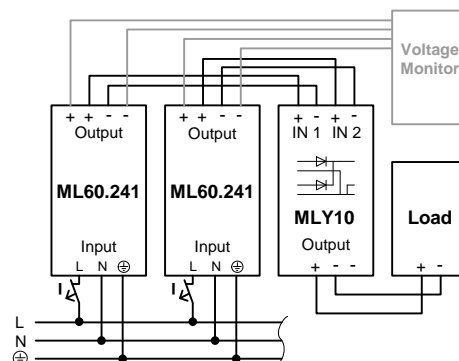 Voltage
Monitor
+ + - -
Output
ML60.241
Input
L N ⏚
I
+ + - -
Output
ML60.241
Input
L N ⏚
I
+ - + -
IN 1 IN 2
MLY10
Output
+ - -
Load
+ -
L
N
⏚